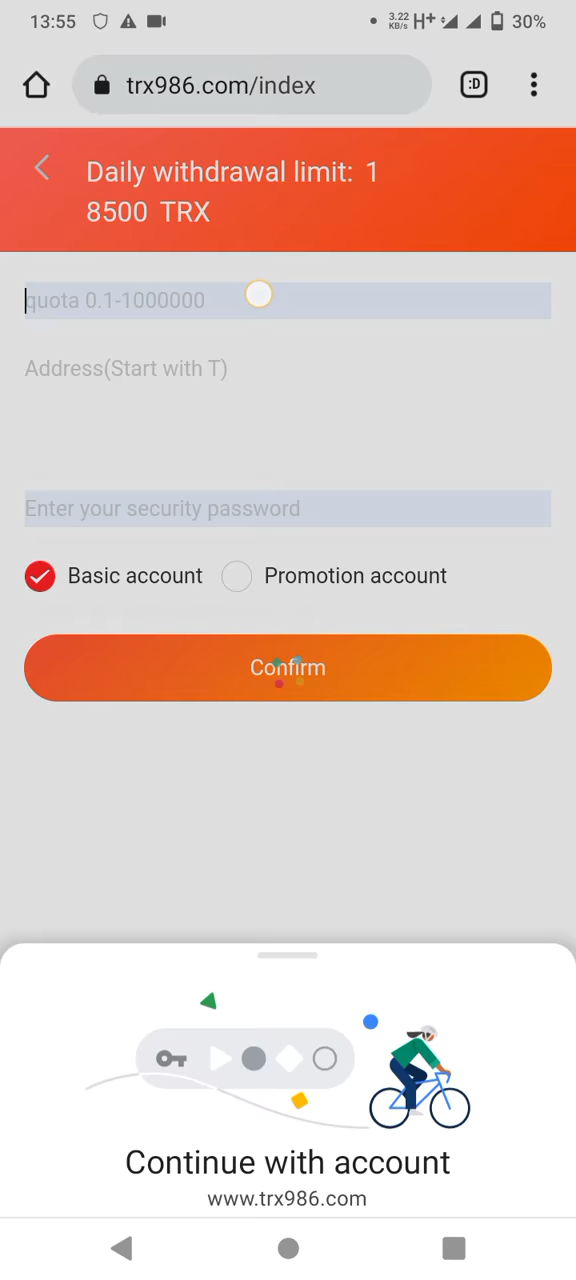 13:55
3.22 KB/s H+ 30%
trx986.com/index
:D
Daily withdrawal limit: 1
8500 TRX
quota 0.1-1000000
Address(Start with T)
Enter your security password
Basic account Promotion account
Confirm
Continue with account
www.trx986.com